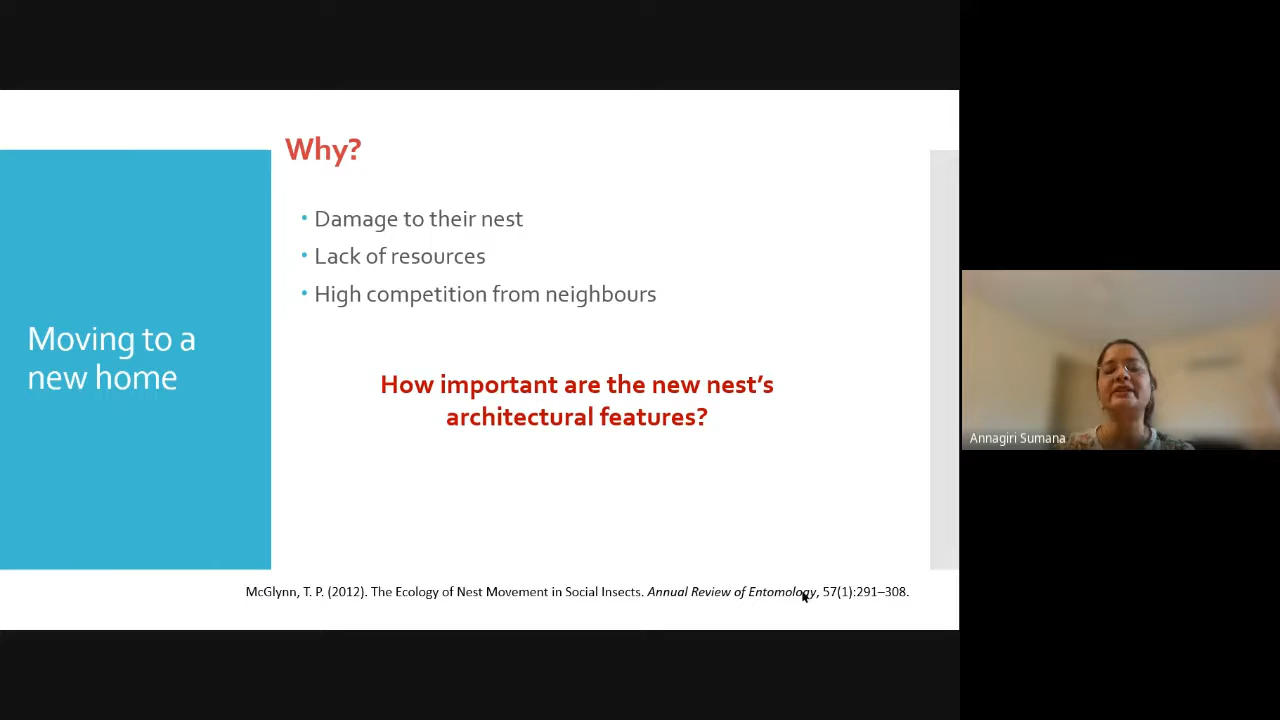 Why?
• Damage to their nest
• Lack of resources
• High competition from neighbours
Moving to a
new home
How important are the new nest’s
architectural features?
McGlynn, T. P. (2012). The Ecology of Nest Movement in Social Insects. Annual Review of Entomology, 57(1):291–308.
Annagiri Sumana